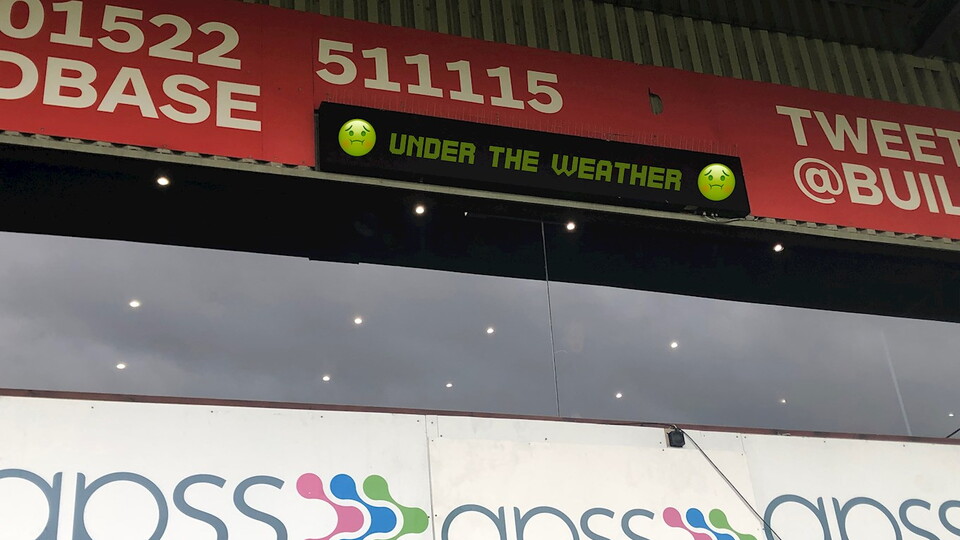 01522 511115
DBASE
TWEET
@BUIL
🤢 UNDER THE WEATHER 🤢
apss apss apss